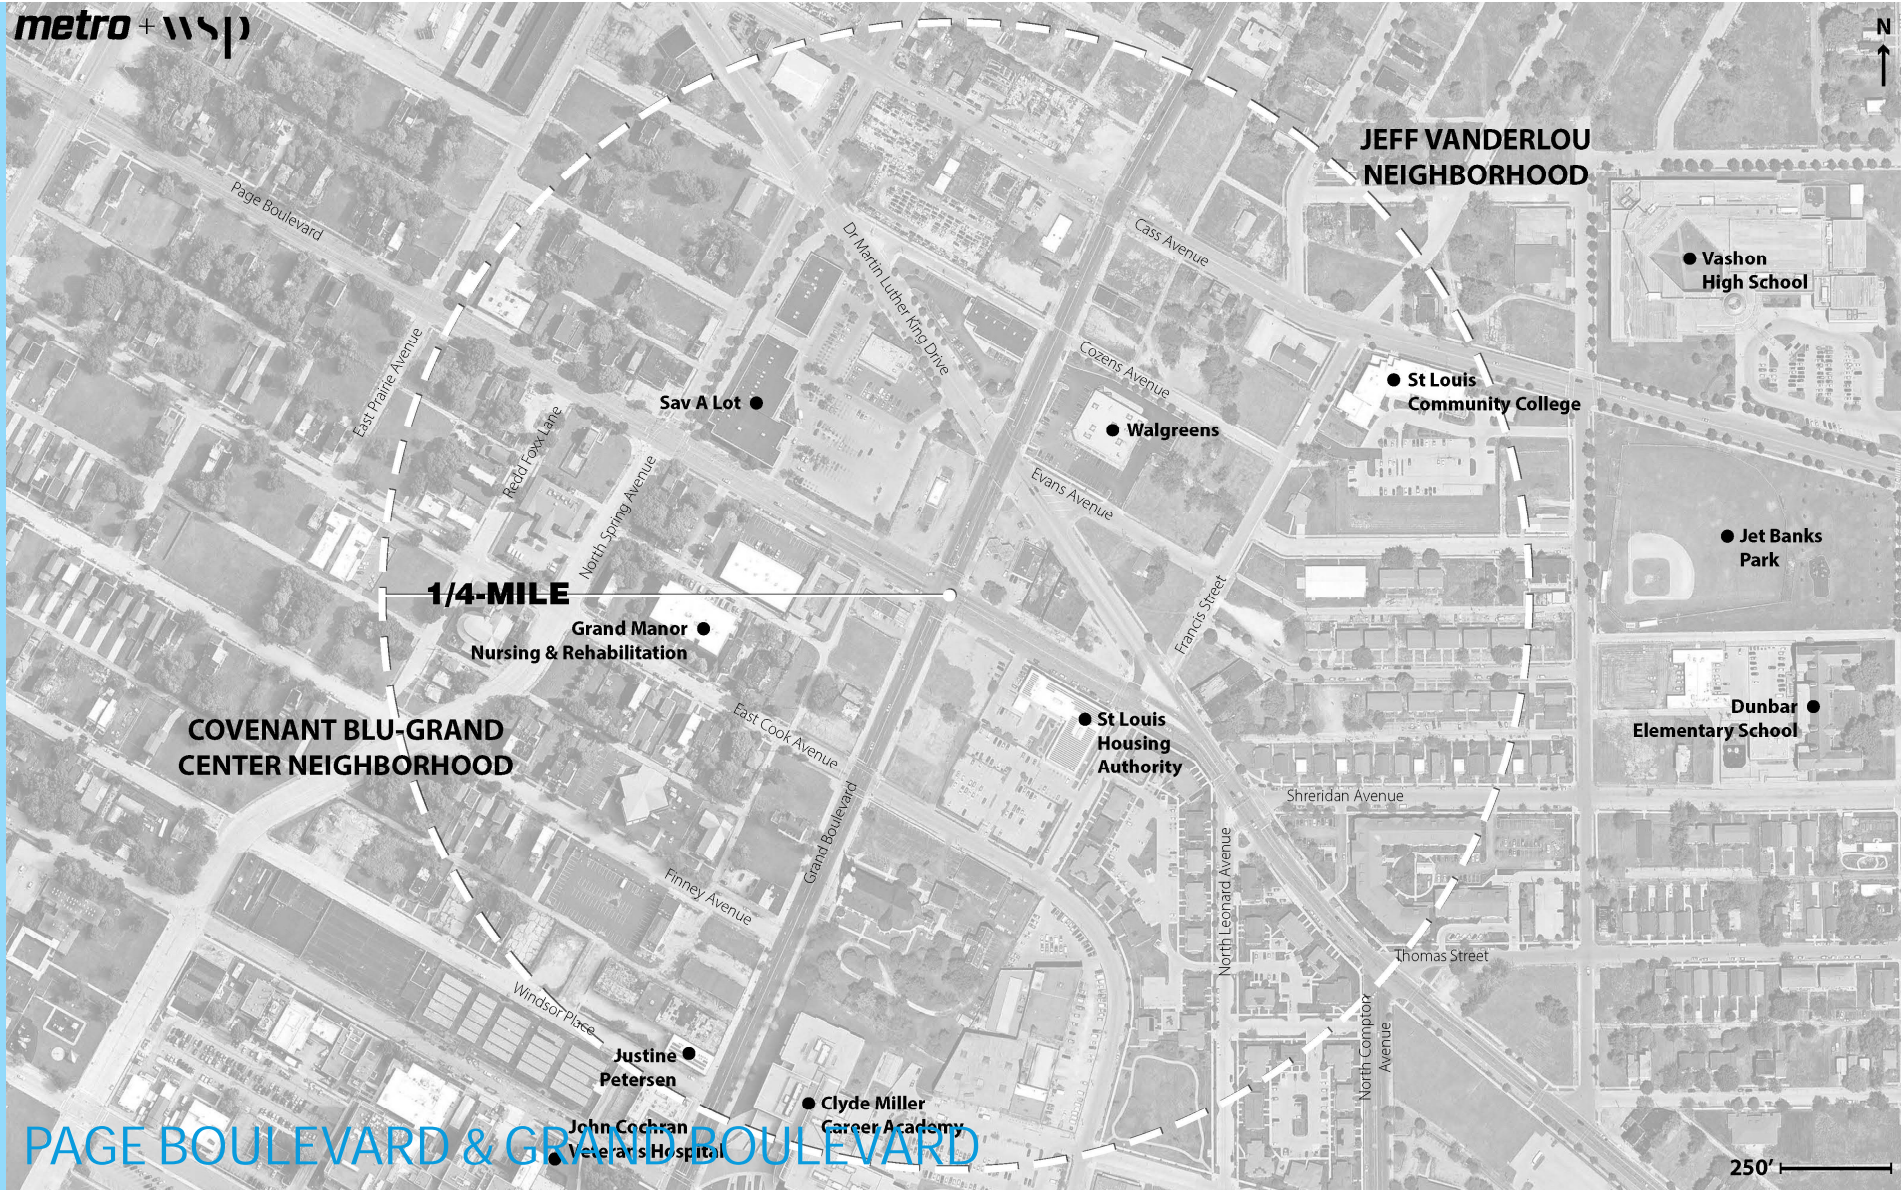 metro + wsp
N
JEFF VANDERLOU
NEIGHBORHOOD
Page Boulevard
Cass Avenue
Dr Martin Luther King Drive
Vashon
High School
East Prairie Avenue
Cozens Avenue
St Louis
Community College
Sav A Lot
Walgreens
Redd Foxx Lane
North Spring Avenue
Evans Avenue
Jet Banks
Park
1/4-MILE
Francis Street
Grand Manor
Nursing & Rehabilitation
COVENANT BLU-GRAND
CENTER NEIGHBORHOOD
East Cook Avenue
St Louis
Housing
Authority
Dunbar
Elementary School
Grand Boulevard
Shreridan Avenue
North Leonard Avenue
Finney Avenue
Thomas Street
Windsor Place
North Compton
Avenue
Justine
Petersen
Clyde Miller
Career Academy
John Cochran
Veterans Hospital
PAGE BOULEVARD & GRAND BOULEVARD
250'